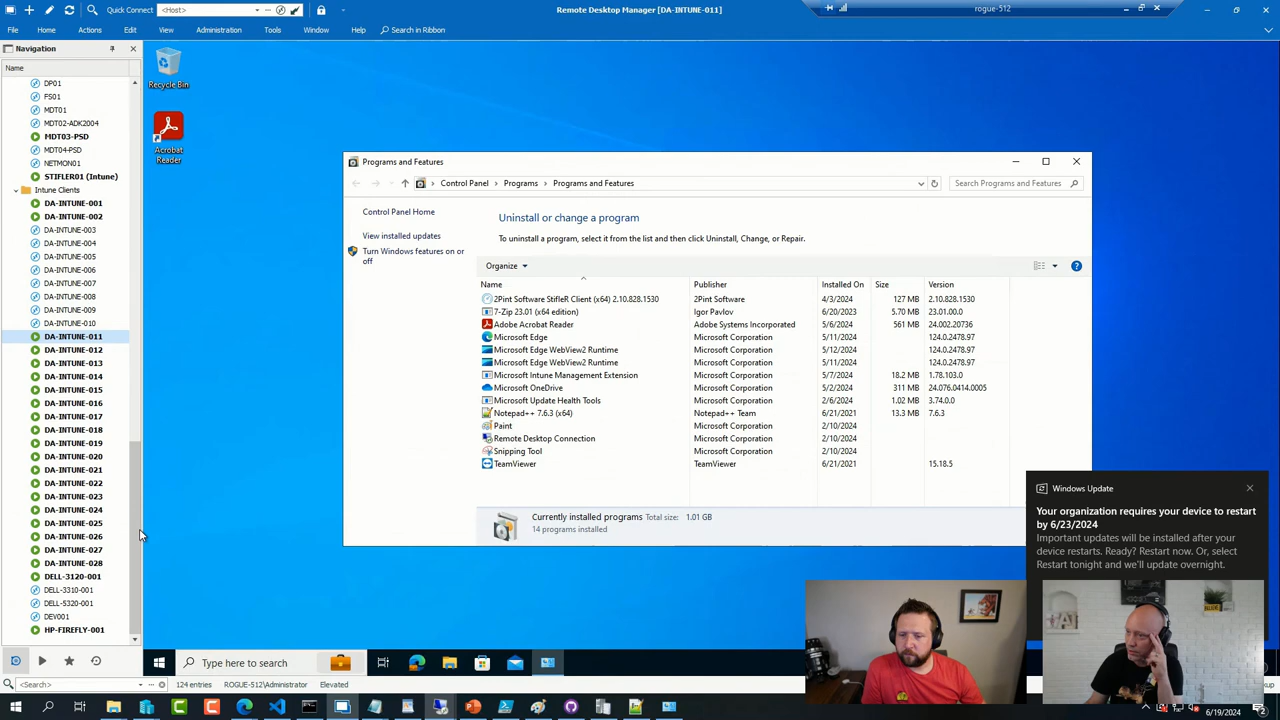 Quick Connect
<Host>
Remote Desktop Manager [DA-INTUNE-011]
rogue-512
File
Home
Actions
Edit
View
Administration
Tools
Window
Help
Search in Ribbon
Navigation
Name
DP01
FS01
MDT01
MDT02-ADK2004
MDT03-PSD
MDT04-PSD
NETMON01
STIFLER01 (Intune)
Intune Clients
DA-INTUNE-001
DA-INTUNE-002
DA-INTUNE-003
DA-INTUNE-004
DA-INTUNE-005
DA-INTUNE-006
DA-INTUNE-007
DA-INTUNE-008
DA-INTUNE-009
DA-INTUNE-010
DA-INTUNE-011
DA-INTUNE-012
DA-INTUNE-013
DA-INTUNE-014
DA-INTUNE-015
DA-INTUNE-016
DA-INTUNE-017
DA-INTUNE-018
DA-INTUNE-019
DA-INTUNE-020
DA-INTUNE-021
DA-INTUNE-022
DA-INTUNE-023
DA-INTUNE-024
DA-INTUNE-025
DA-INTUNE-026
DA-INTUNE-027
DA-INTUNE-028
DELL-3120-001
DELL-3310-001
DELL-5320-001
DEV001
HP-FIREFLY-001
<Search>
Recycle Bin
Acrobat
Reader
Programs and Features
Control Panel > Programs > Programs and Features
Search Programs and Features
Control Panel Home
View installed updates
Turn Windows features on or
off
Uninstall or change a program
To uninstall a program, select it from the list and then click Uninstall, Change, or Repair.
Organize
Name Publisher Installed On Size Version
2Pint Software StifleR Client (x64) 2.10.828.1530 2Pint Software 4/3/2024 127 MB 2.10.828.1530
7-Zip 23.01 (x64 edition) Igor Pavlov 6/20/2023 5.70 MB 23.01.00.0
Adobe Acrobat Reader Adobe Systems Incorporated 5/6/2024 561 MB 24.002.20736
Microsoft Edge Microsoft Corporation 5/11/2024 124.0.2478.97
Microsoft Edge WebView2 Runtime Microsoft Corporation 5/12/2024 124.0.2478.97
Microsoft Edge WebView2 Runtime Microsoft Corporation 5/11/2024 124.0.2478.97
Microsoft Intune Management Extension Microsoft Corporation 5/7/2024 18.2 MB 1.78.103.0
Microsoft OneDrive Microsoft Corporation 5/2/2024 311 MB 24.076.0414.0005
Microsoft Update Health Tools Microsoft Corporation 2/6/2024 1.02 MB 3.74.0.0
Notepad++ 7.6.3 (x64) Notepad++ Team 6/21/2021 13.3 MB 7.6.3
Paint Microsoft Corporation 2/10/2024
Remote Desktop Connection Microsoft Corporation 2/10/2024
Snipping Tool Microsoft Corporation 2/10/2024
TeamViewer TeamViewer 6/21/2021 15.18.5
Currently installed programs Total size: 1.01 GB
14 programs installed
Windows Update
Your organization requires your device to restart
by 6/23/2024
Important updates will be installed after your
device restarts. Ready? Restart now. Or, select
Restart tonight and we'll update overnight.
Type here to search
124 entries
ROGUE-512\Administrator
Elevated
6/19/2024
2